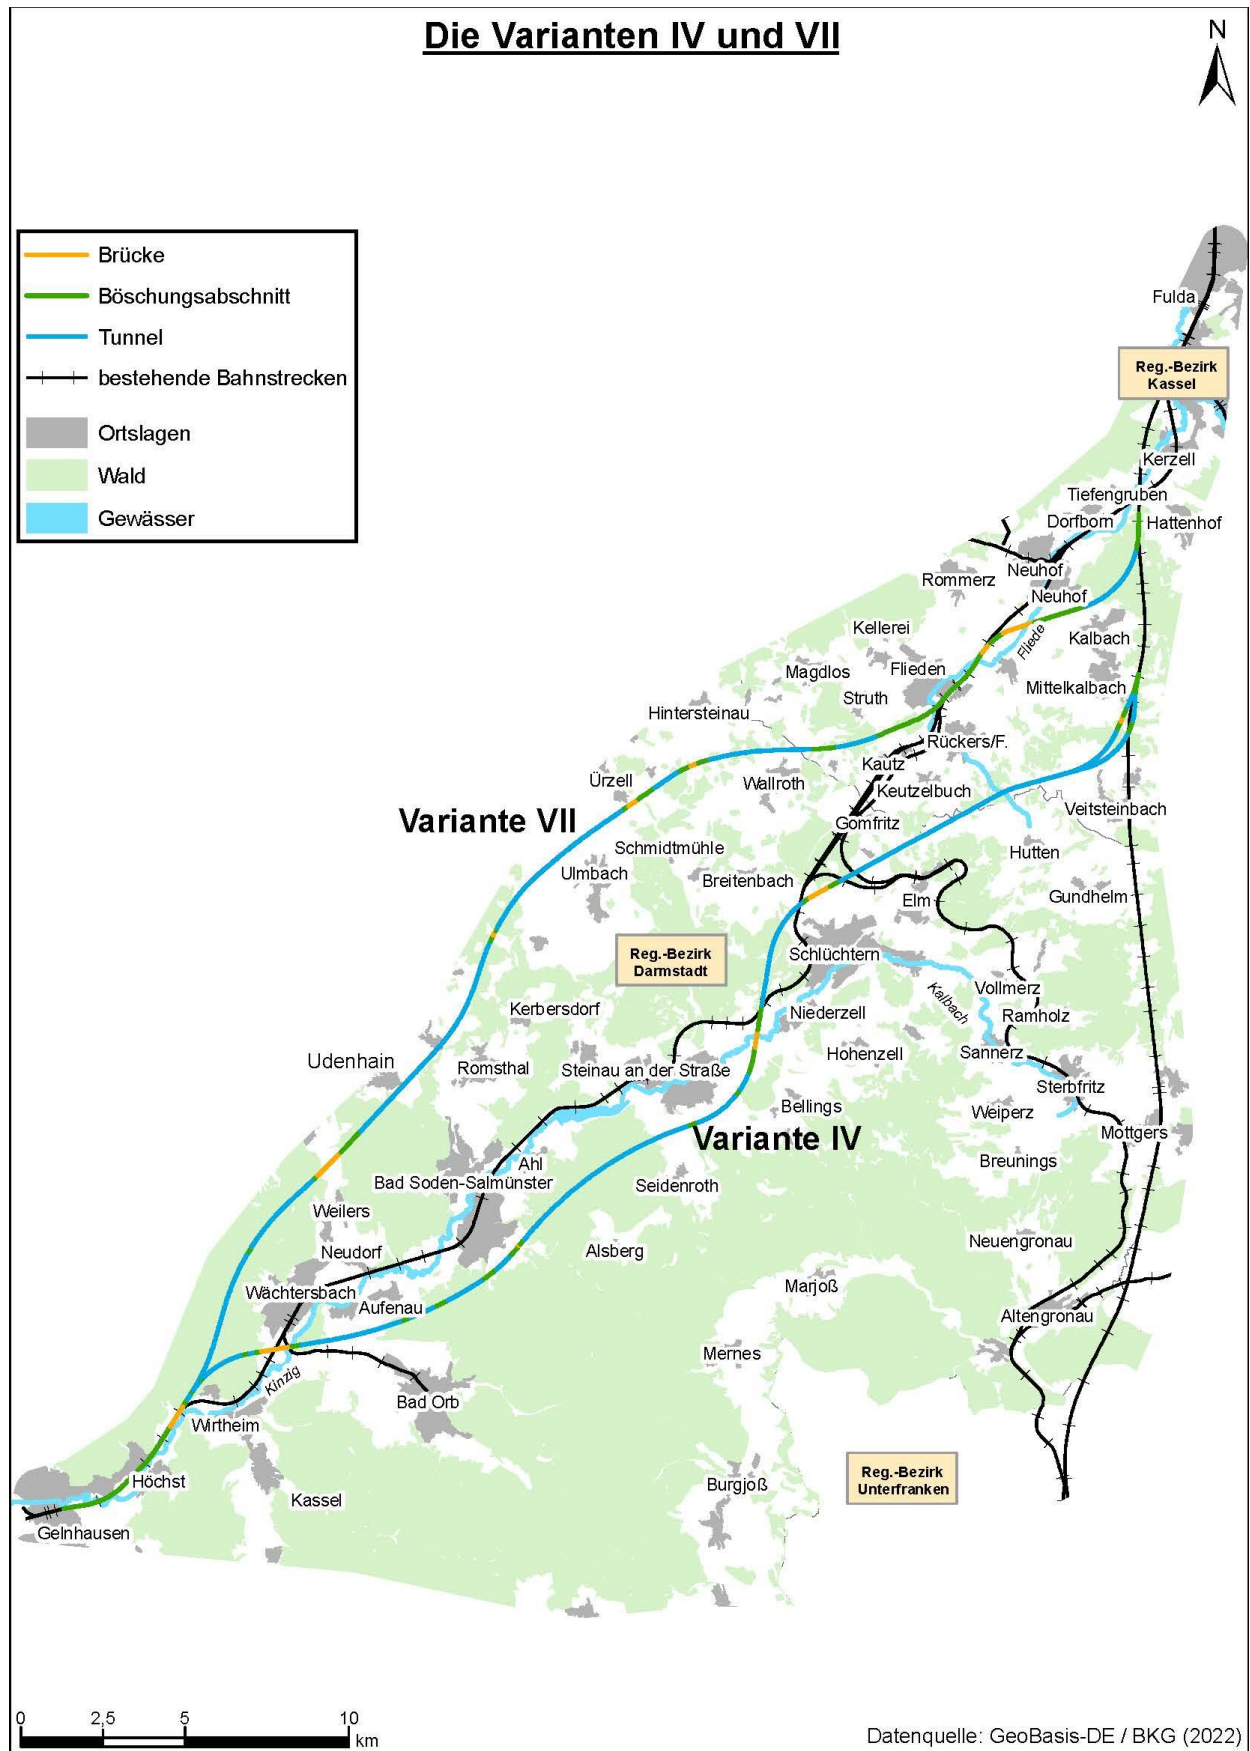 Die Varianten IV und VII
N
Brücke
Böschungsabschnitt
Tunnel
bestehende Bahnstrecken
Ortslagen
Wald
Gewässer
Fulda
Reg.-Bezirk
Kassel
Kerzell
Tiefengruben
Dorfborn
Hattenhof
Neuhof
Rommerz
Neuhof
Kellerei
Fliede
Kalbach
Magdlos
Flieden
Mittelkalbach
Struth
Hintersteinau
Rückers/F.
Kautz
Ürzell
Wallroth
Keutzelbuch
Veitsteinbach
Variante VII
Gomfritz
Schmidtmühle
Hutten
Ulmbach
Breitenbach
Gundhelm
Elm
Reg.-Bezirk
Darmstadt
Schlüchtern
Vollmerz
Kalbach
Kerbersdorf
Niederzell
Ramholz
Udenhain
Romsthal
Steinau an der Straße
Hohenzell
Sannerz
Sterbfritz
Bellings
Weiperz
Variante IV
Mottgers
Ahl
Breunings
Bad Soden-Salmünster
Seidenroth
Weilers
Neudorf
Alsberg
Neuengronau
Wächtersbach
Aufenau
Marjoß
Altengronau
Mernes
Kinzig
Bad Orb
Wirtheim
Höchst
Burgjoß
Reg.-Bezirk
Unterfranken
Kassel
Gelnhausen
0 2,5 5 10
km
Datenquelle: GeoBasis-DE / BKG (2022)